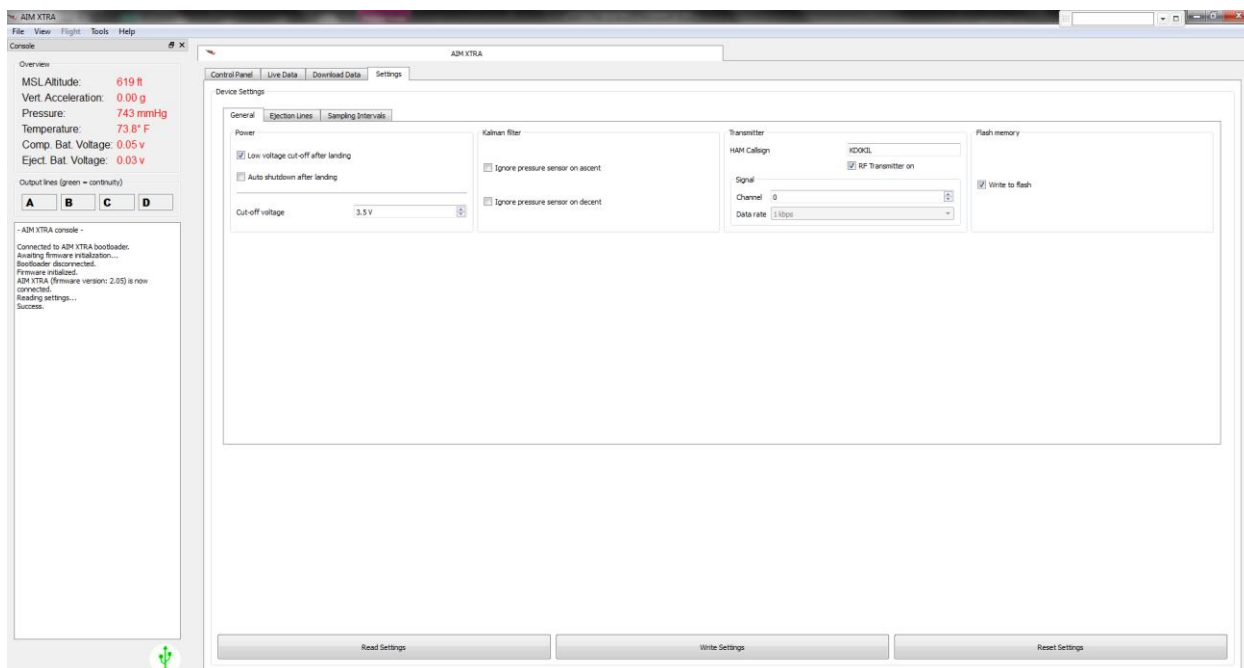 AIM XTRA
File View Flight Tools Help
Console
Overview
MSL Altitude: 619 ft
Vert. Acceleration: 0.00 g
Pressure: 743 mmHg
Temperature: 73.8° F
Comp. Bat. Voltage: 0.05 v
Eject. Bat. Voltage: 0.03 v
Output lines (green = continuity)
A B C D
- AIM XTRA console -
Connected to AIM XTRA bootloader.
Awaiting firmware initialization...
Bootloader disconnected.
Firmware initialized.
AIM XTRA (firmware version: 2.05) is now
connected.
Reading settings...
Success.
AIM XTRA
Control Panel Live Data Download Data Settings
Device Settings
General Ejection Lines Sampling Intervals
Power
Low voltage cut-off after landing
Auto shutdown after landing
Cut-off voltage 3.5 V
Kalman filter
Ignore pressure sensor on ascent
Ignore pressure sensor on decent
Transmitter
HAM Callsign KD0KIL
RF Transmitter on
Signal
Channel 0
Data rate 1 kbps
Flash memory
Write to flash
Read Settings Write Settings Reset Settings